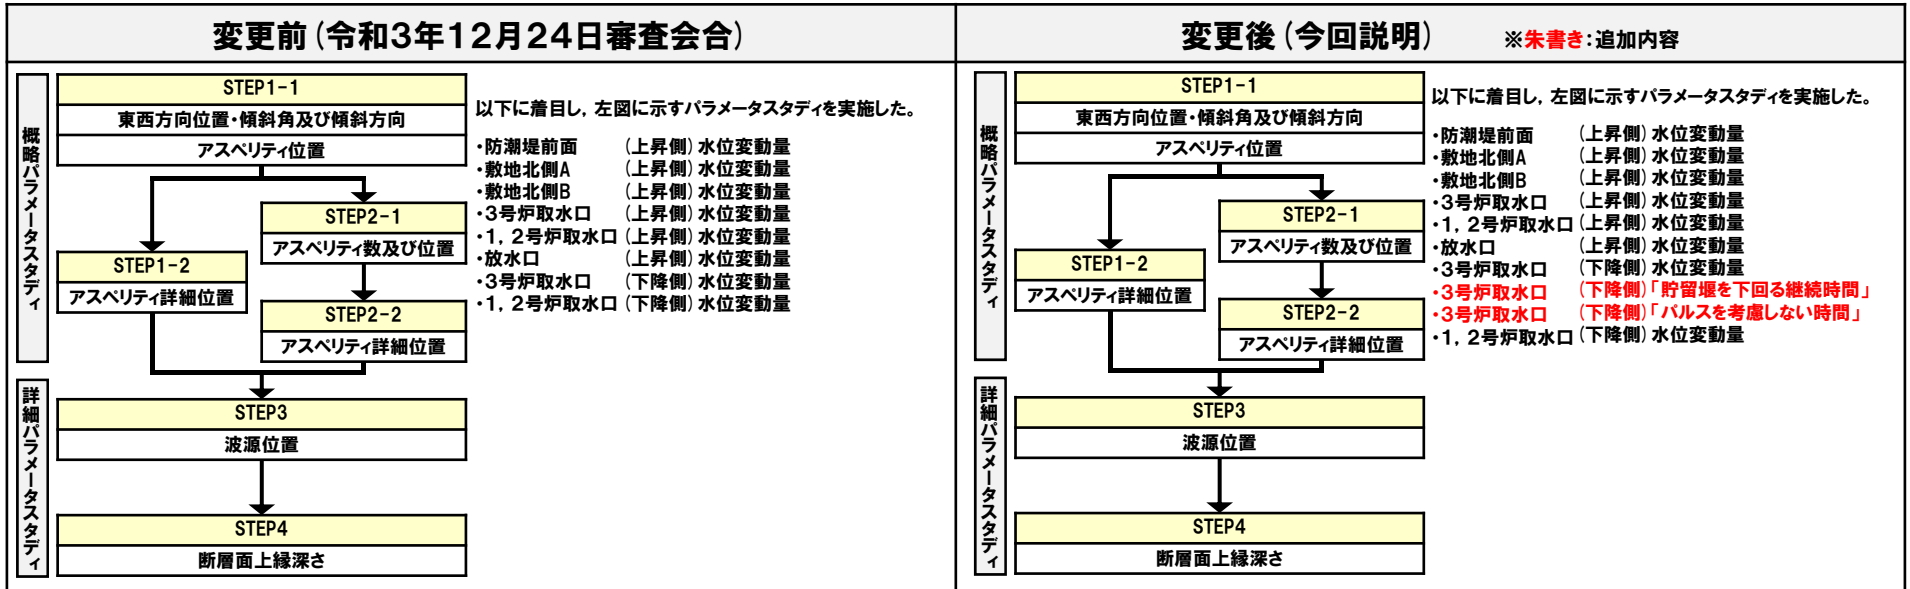 変更前(令和3年12月24日審査会合)
概略パラメータスタディ
STEP1-1
東西方向位置・傾斜角及び傾斜方向
アスペリティ位置
STEP2-1
アスペリティ数及び位置
STEP1-2
アスペリティ詳細位置
STEP2-2
アスペリティ詳細位置
以下に着目し，左図に示すパラメータスタディを実施した。
・防潮堤前面 (上昇側)水位変動量
・敷地北側A (上昇側)水位変動量
・敷地北側B (上昇側)水位変動量
・3号炉取水口 (上昇側)水位変動量
・1，2号炉取水口 (上昇側)水位変動量
・放水口 (上昇側)水位変動量
・3号炉取水口 (下降側)水位変動量
・1，2号炉取水口 (下降側)水位変動量
詳細パラメータスタディ
STEP3
波源位置
STEP4
断層面上縁深さ
変更後(今回説明) ※朱書き：追加内容
概略パラメータスタディ
STEP1-1
東西方向位置・傾斜角及び傾斜方向
アスペリティ位置
STEP2-1
アスペリティ数及び位置
STEP1-2
アスペリティ詳細位置
STEP2-2
アスペリティ詳細位置
以下に着目し，左図に示すパラメータスタディを実施した。
・防潮堤前面 (上昇側)水位変動量
・敷地北側A (上昇側)水位変動量
・敷地北側B (上昇側)水位変動量
・3号炉取水口 (上昇側)水位変動量
・1，2号炉取水口 (上昇側)水位変動量
・放水口 (上昇側)水位変動量
・3号炉取水口 (下降側)水位変動量
・3号炉取水口 (下降側)「貯留堰を下回る継続時間」
・3号炉取水口 (下降側)「パルスを考慮しない時間」
・1，2号炉取水口 (下降側)水位変動量
詳細パラメータスタディ
STEP3
波源位置
STEP4
断層面上縁深さ